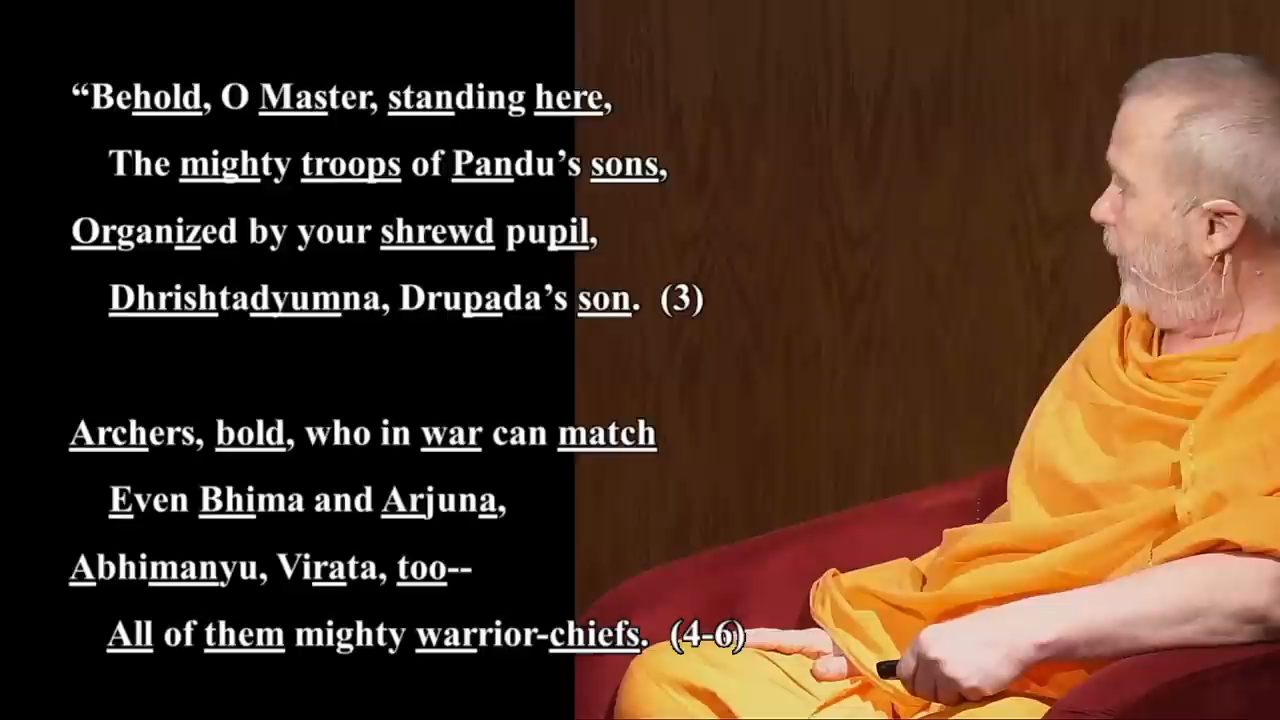 “Behold, O Master, standing here,
The mighty troops of Pandu’s sons,
Organized by your shrewd pupil,
Dhrishtadyumna, Drupada’s son. (3)
Archers, bold, who in war can match
Even Bhima and Arjuna,
Abhimanyu, Virata, too--
All of them mighty warrior-chiefs. (4-6)